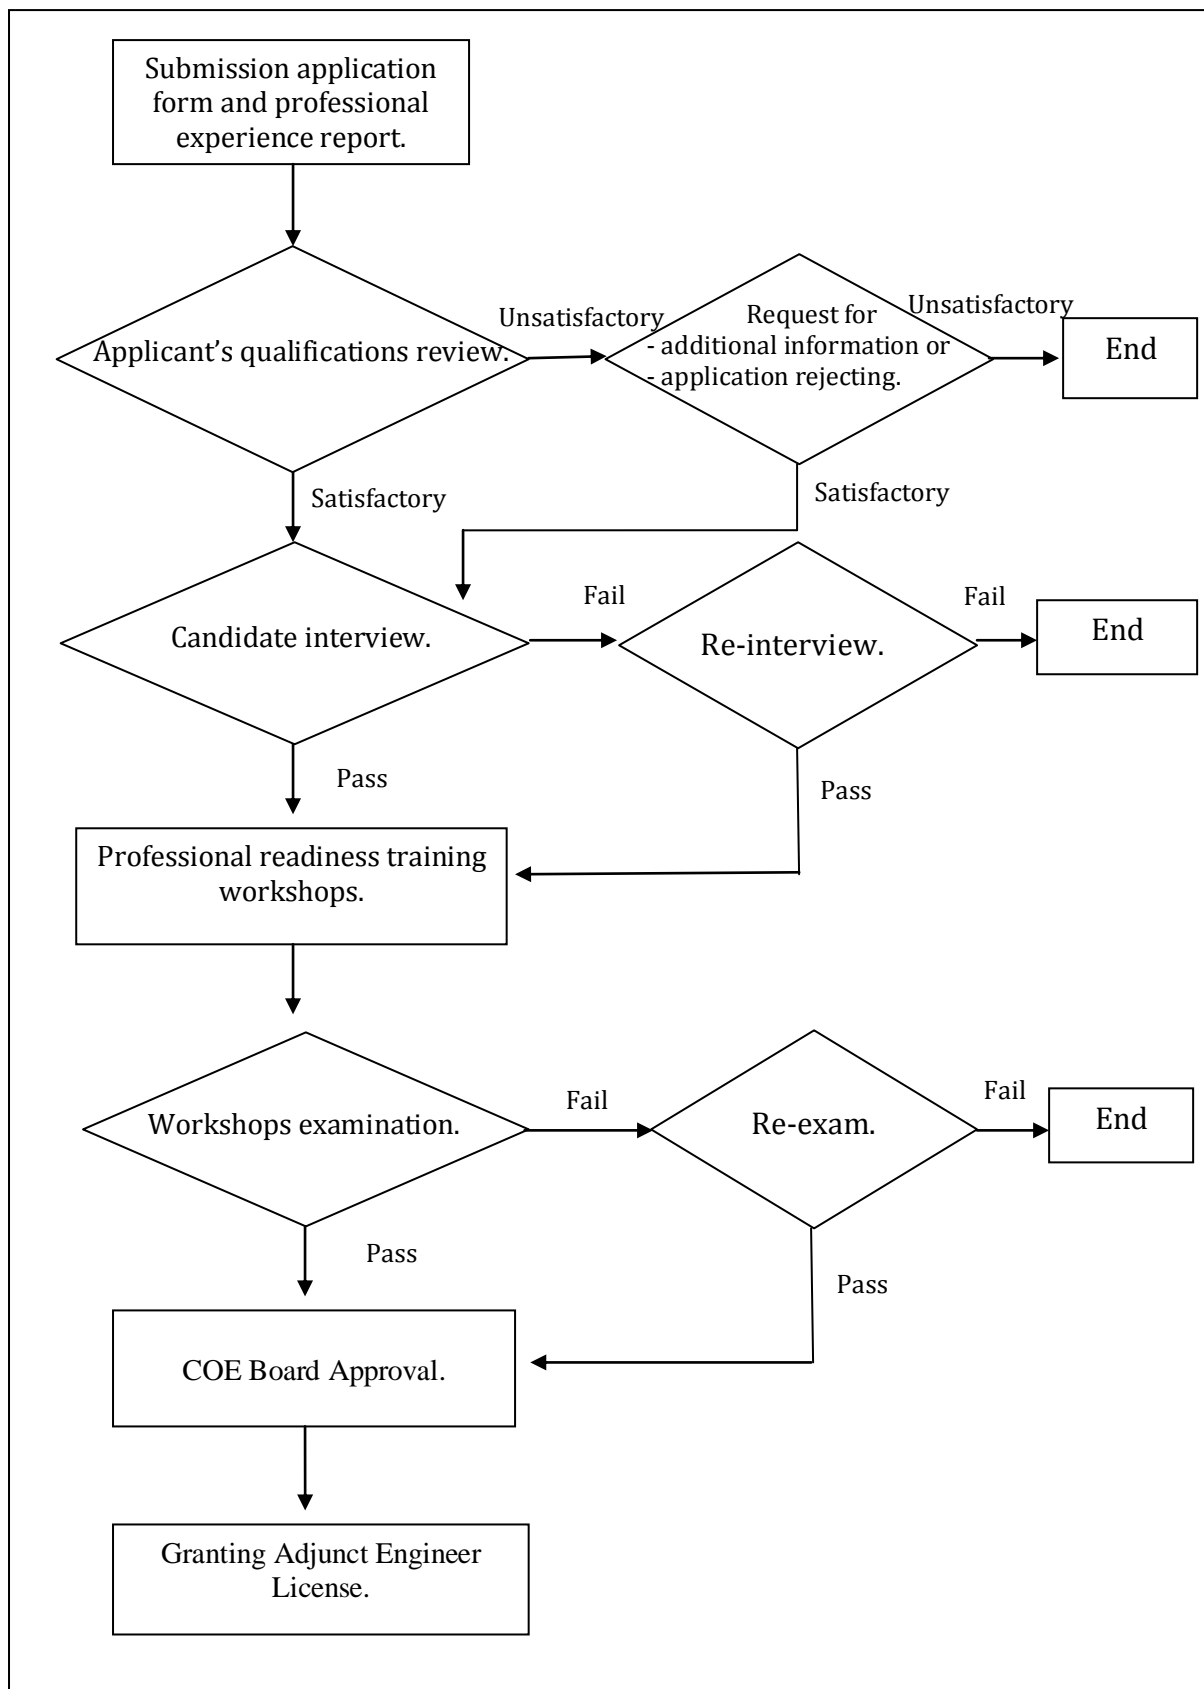 Submission application
form and professional
experience report.
Unsatisfactory
Unsatisfactory
Request for
- additional information or
- application rejecting.
Applicant’s qualifications review.
End
Satisfactory
Satisfactory
Candidate interview.
Fail
Re-interview.
Fail
End
Pass
Pass
Professional readiness training
workshops.
Workshops examination.
Fail
Re-exam.
Fail
End
Pass
Pass
COE Board Approval.
Granting Adjunct Engineer
License.